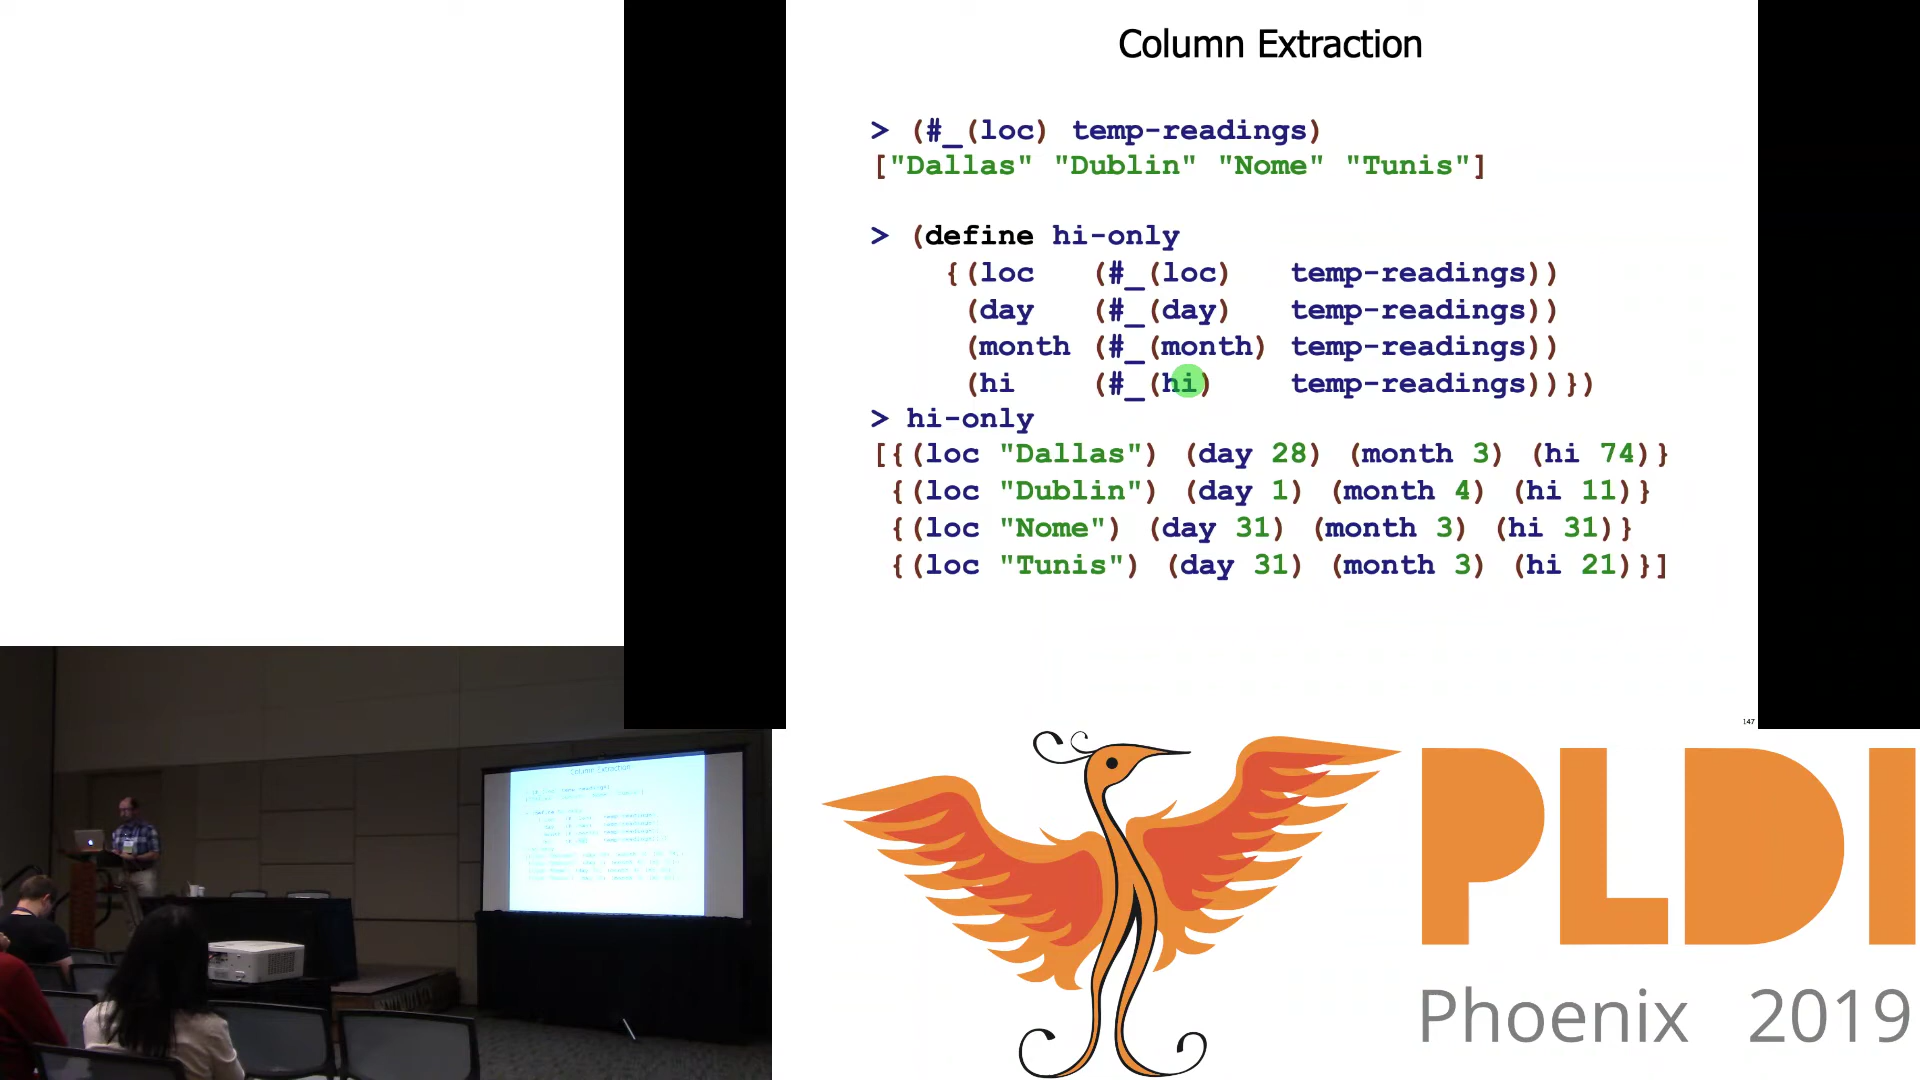 Column Extraction
> (#_(loc) temp-readings)
["Dallas" "Dublin" "Nome" "Tunis"]
> (define hi-only
{(loc (#_(loc) temp-readings))
(day (#_(day) temp-readings))
(month (#_(month) temp-readings))
(hi (#_(hi) temp-readings))})
> hi-only
[{(loc "Dallas") (day 28) (month 3) (hi 74)}
{(loc "Dublin") (day 1) (month 4) (hi 11)}
{(loc "Nome") (day 31) (month 3) (hi 31)}
{(loc "Tunis") (day 31) (month 3) (hi 21)}]
147
Column Extraction
PLDI
Phoenix 2019